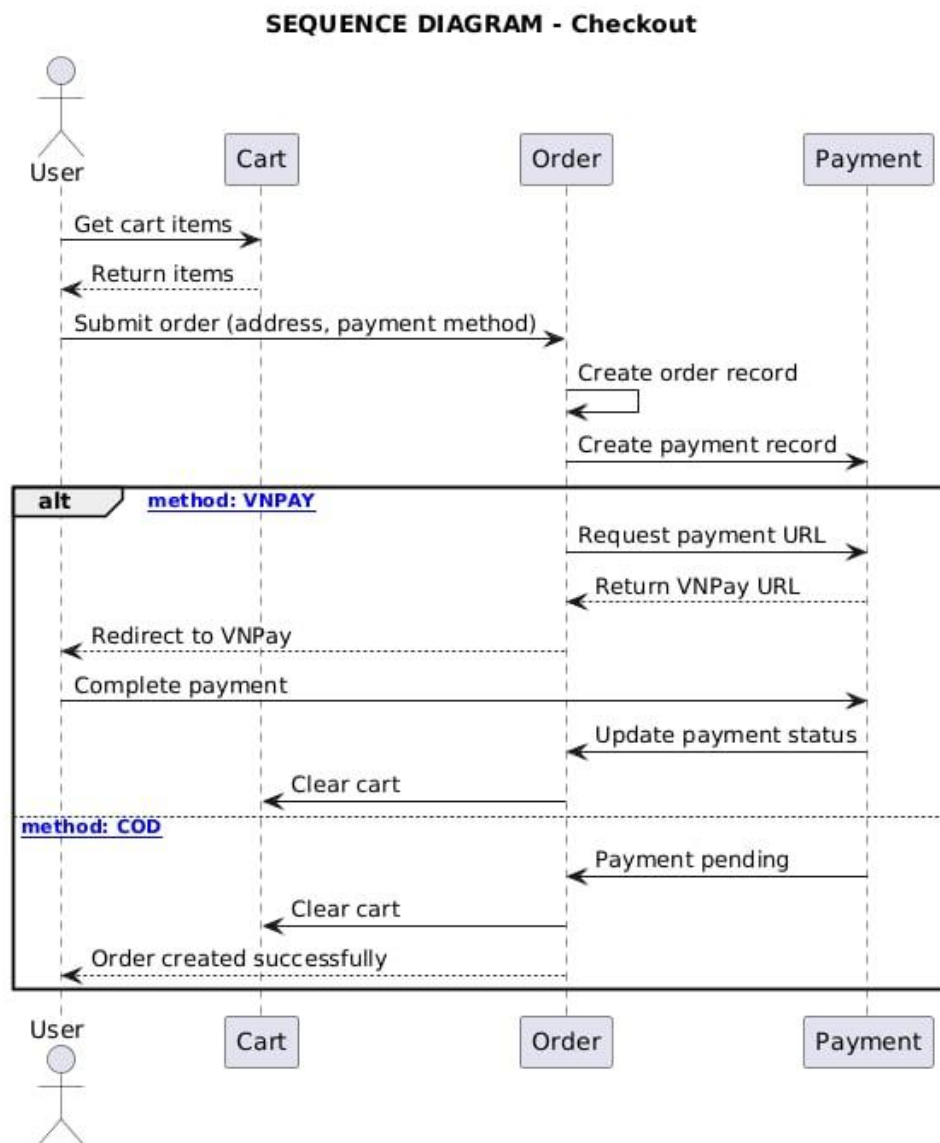 SEQUENCE DIAGRAM - Checkout
User
Cart
Order
Payment
Get cart items
Return items
Submit order (address, payment method)
Create order record
Create payment record
alt
method: VNPAY
Request payment URL
Return VNPay URL
Redirect to VNPay
Complete payment
Update payment status
Clear cart
method: COD
Payment pending
Clear cart
Order created successfully
User
Cart
Order
Payment